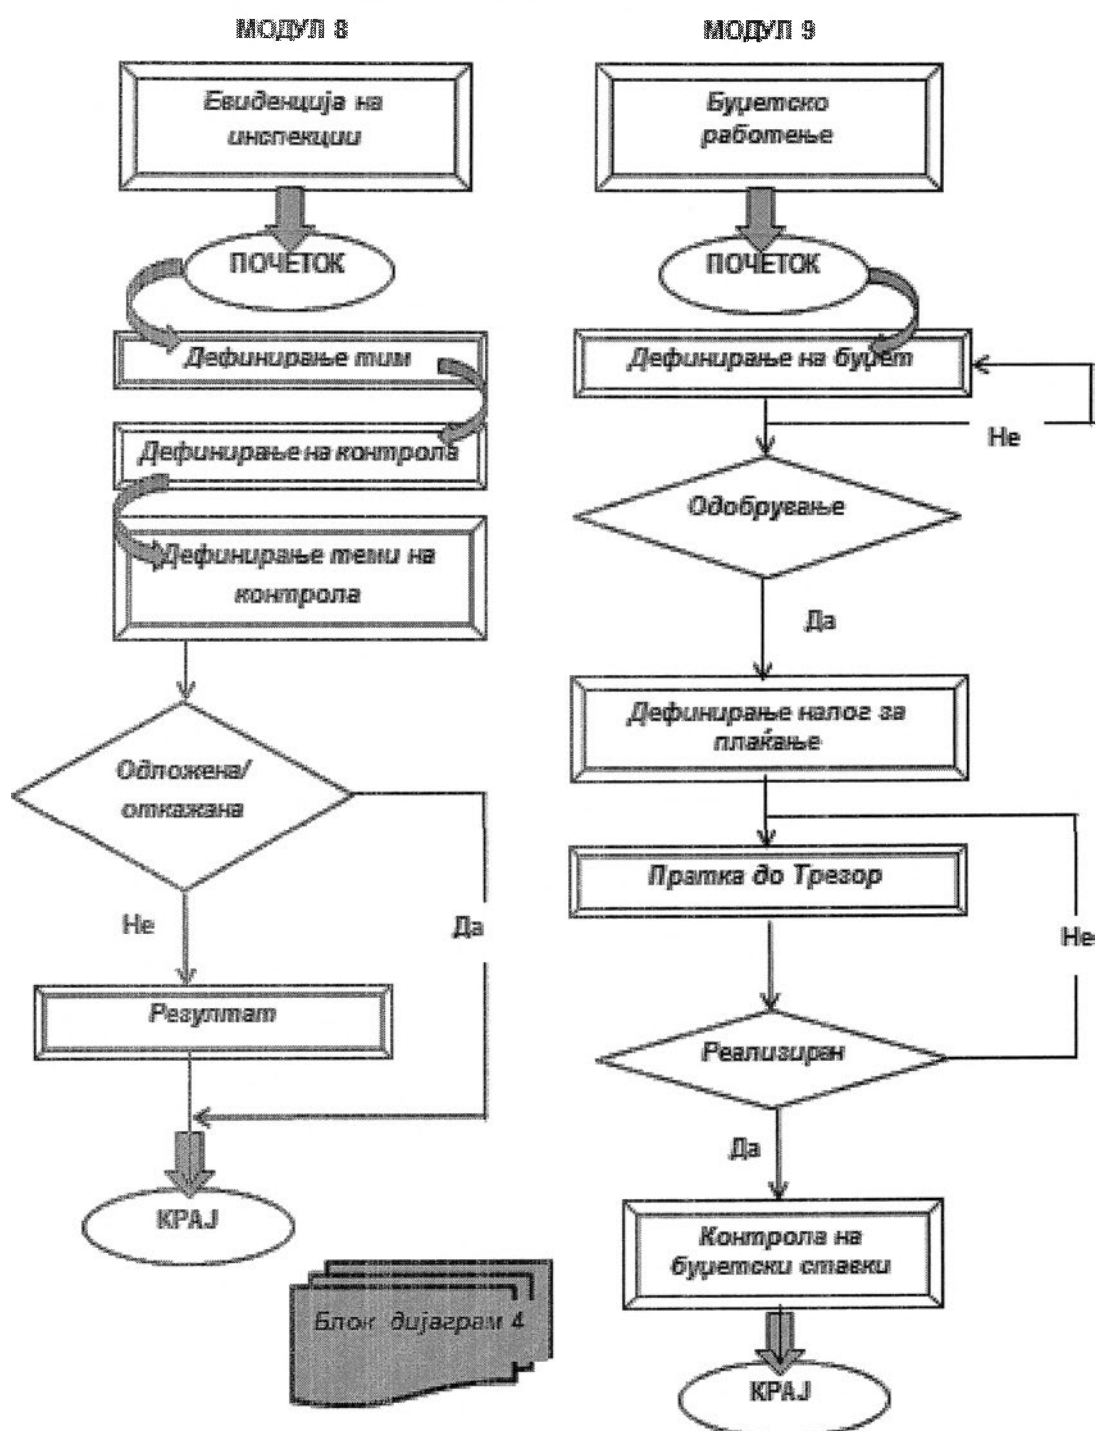 МОДУЛ 8
Евиденција на
инспекции
ПОЧЕТОК
Дефинирање тим
Дефинирање на контрола
Дефинирање теми на
контрола
Одложена/
откажана
Не
Да
Резултат
КРАЈ
Блок дијаграм 4
МОДУЛ 9
Буџетско
работење
ПОЧЕТОК
Дефинирање на буџет
Не
Одобрување
Да
Дефинирање налог за
плаќање
Пратка до Трезор
Не
Реализиран
Да
Контрола на
буџетски ставки
КРАЈ